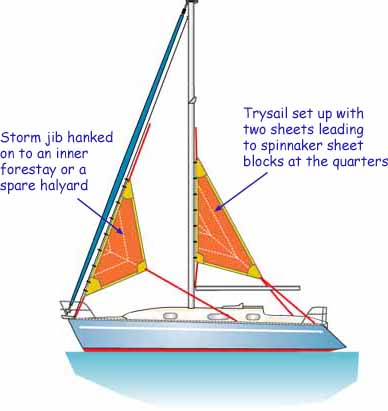 Trysail set up with
two sheets leading
to spinnaker sheet
blocks at the quarters
Storm jib hanked
on to an inner
forestay or a
spare halyard